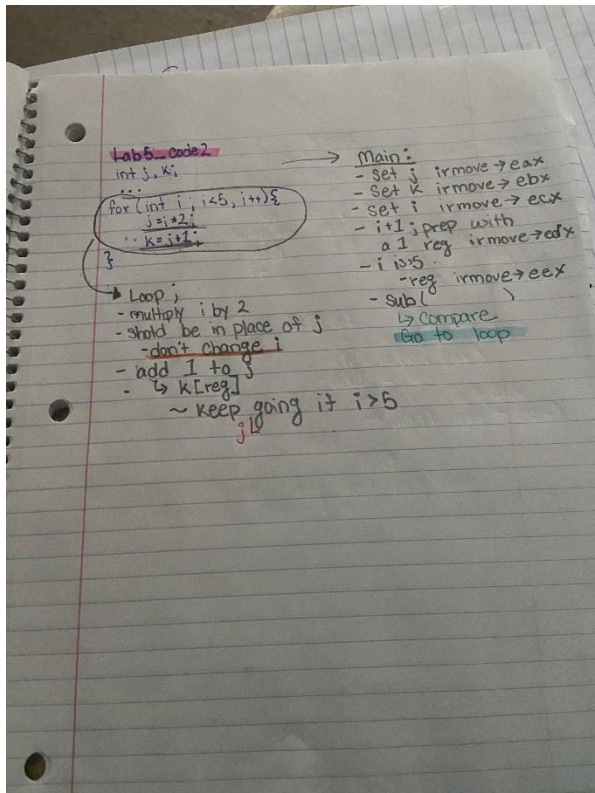 Lab5_code2
int j, k;
...
for (int i, i<5, i++){
j=i*2;
k=j+1;
}
Loop;
- multiply i by 2
- shold be in place of j
- don't change i
- add 1 to j
- ↳ k[reg]
~ keep going if i>5
jL
→ Main:
- set j irmove→eax
- set k irmove→ebx
- set i irmove→ecx
- i+1; prep with
a 1 reg irmove→edx
- i is>5.
- reg irmove→eex
- sub( )
↳ compare
Go to loop